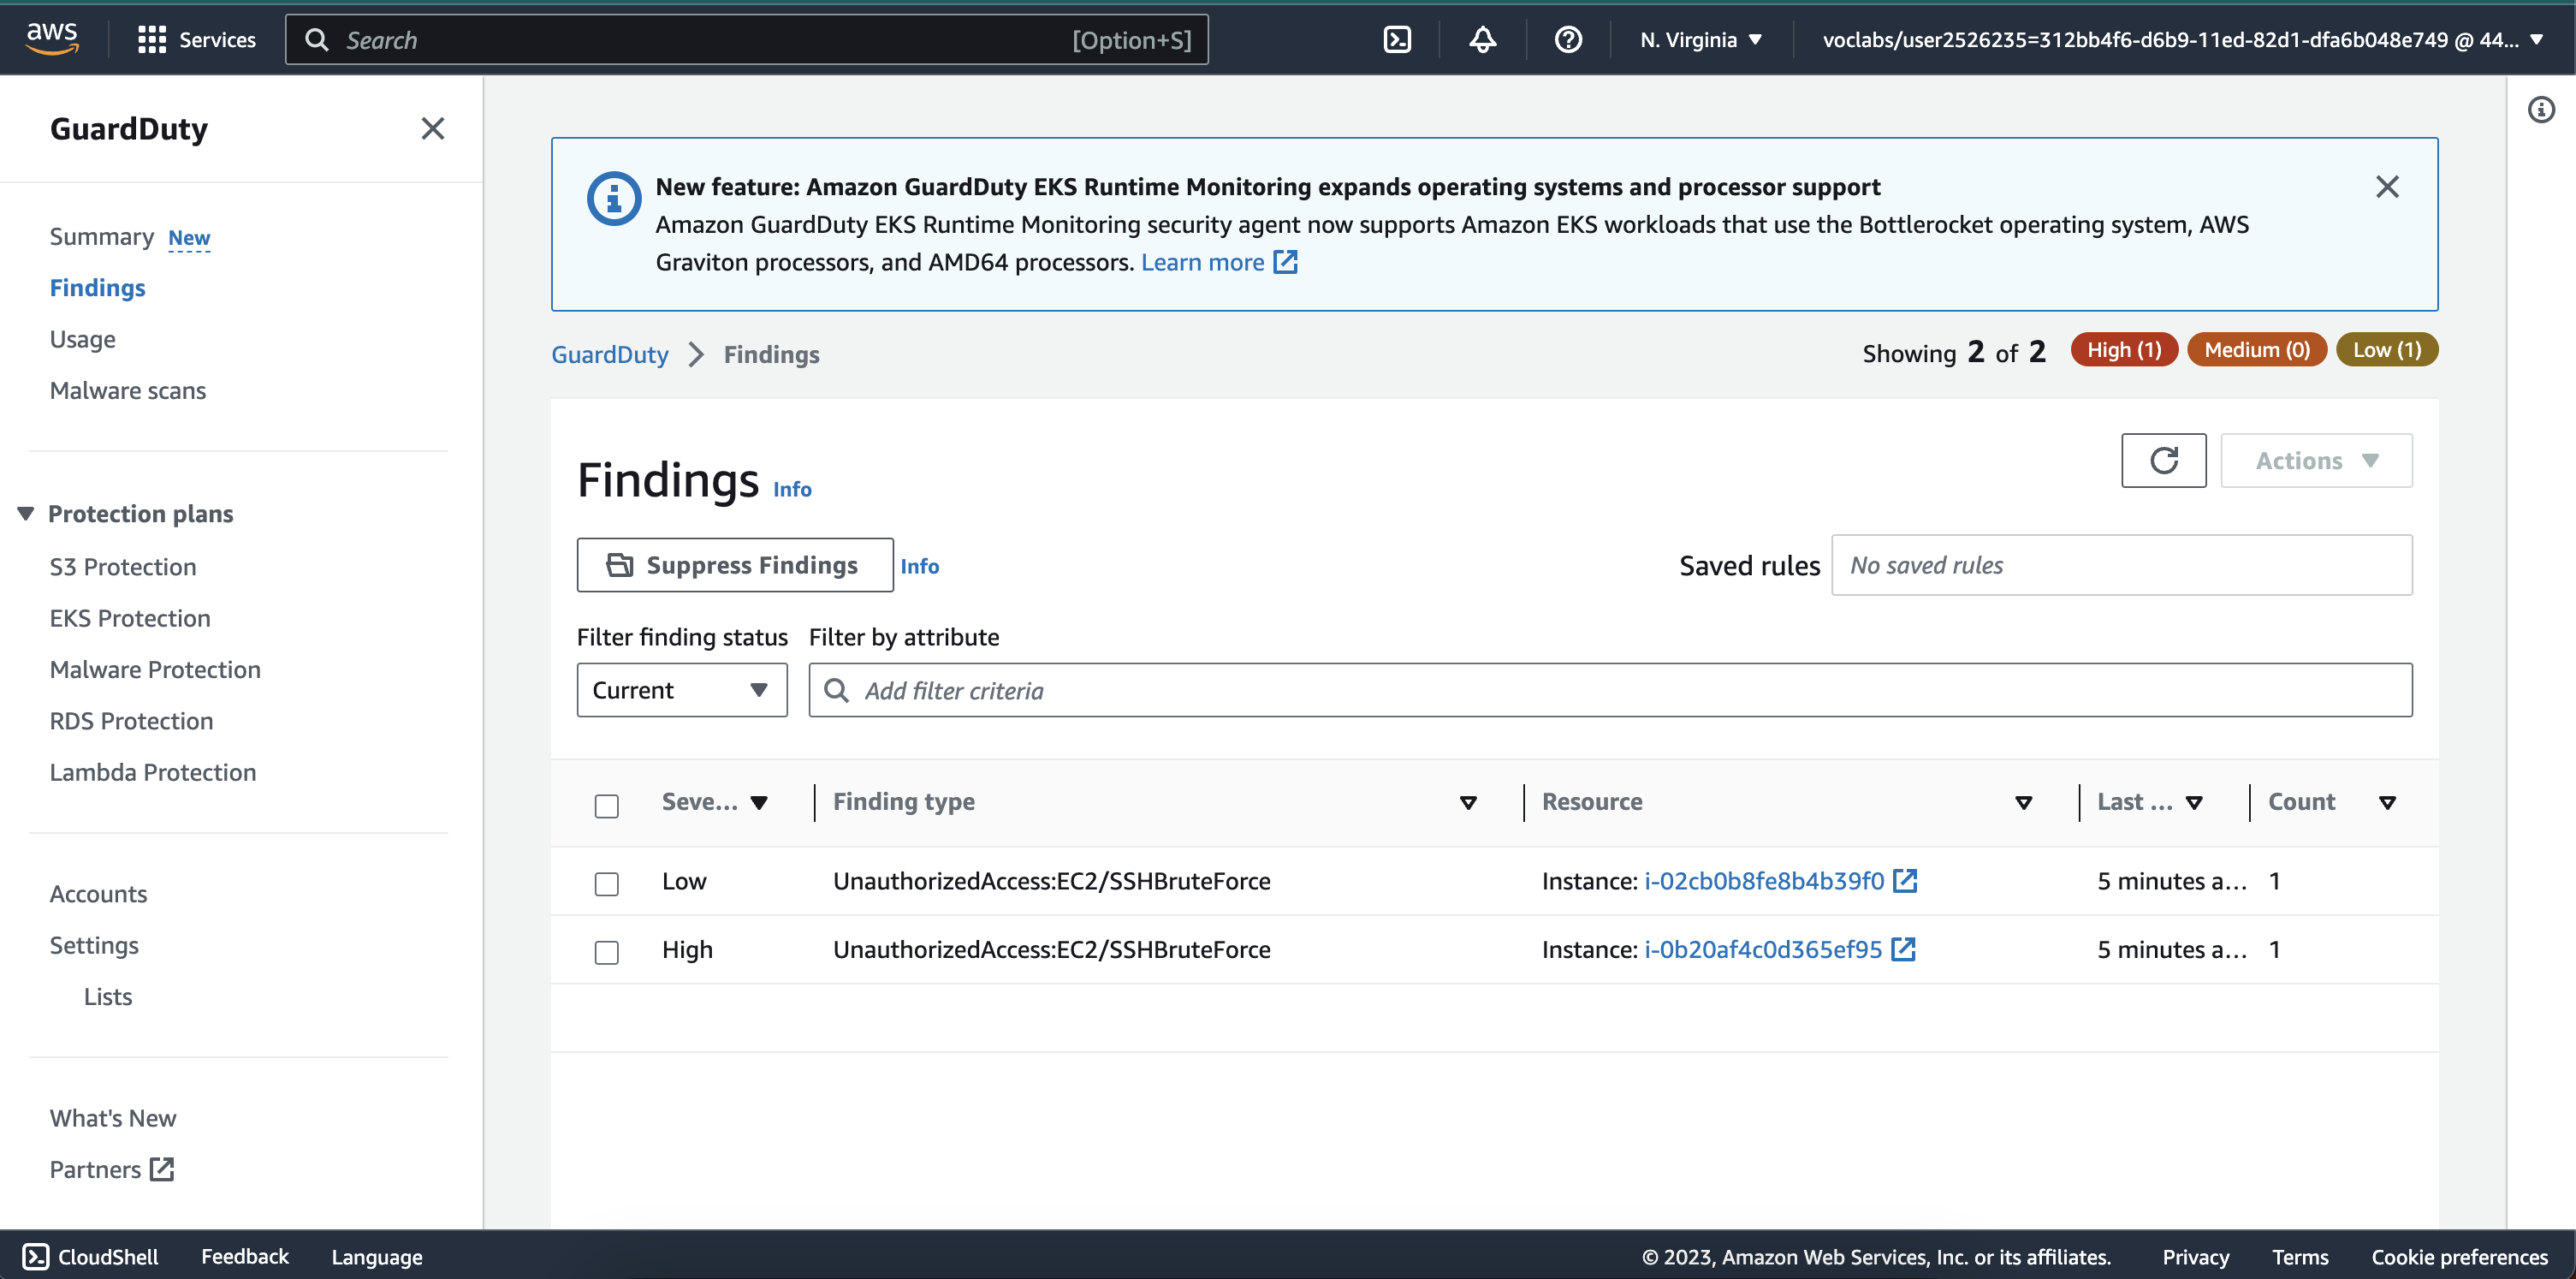 aws
Services
Search
[Option+S]
N. Virginia
voclabs/user2526235=312bb4f6-d6b9-11ed-82d1-dfa6b048e749 @ 44...
GuardDuty
Summary New
Findings
Usage
Malware scans
Protection plans
S3 Protection
EKS Protection
Malware Protection
RDS Protection
Lambda Protection
Accounts
Settings
Lists
What's New
Partners
New feature: Amazon GuardDuty EKS Runtime Monitoring expands operating systems and processor support
Amazon GuardDuty EKS Runtime Monitoring security agent now supports Amazon EKS workloads that use the Bottlerocket operating system, AWS
Graviton processors, and AMD64 processors. Learn more
GuardDuty Findings
Showing 2 of 2 High (1) Medium (0) Low (1)
Findings Info
Actions
Suppress Findings Info
Saved rules No saved rules
Filter finding status Filter by attribute
Current Add filter criteria
Seve... Finding type Resource Last ... Count
Low UnauthorizedAccess:EC2/SSHBruteForce Instance: i-02cb0b8fe8b4b39f0 5 minutes a... 1
High UnauthorizedAccess:EC2/SSHBruteForce Instance: i-0b20af4c0d365ef95 5 minutes a... 1
CloudShell Feedback Language © 2023, Amazon Web Services, Inc. or its affiliates. Privacy Terms Cookie preferences